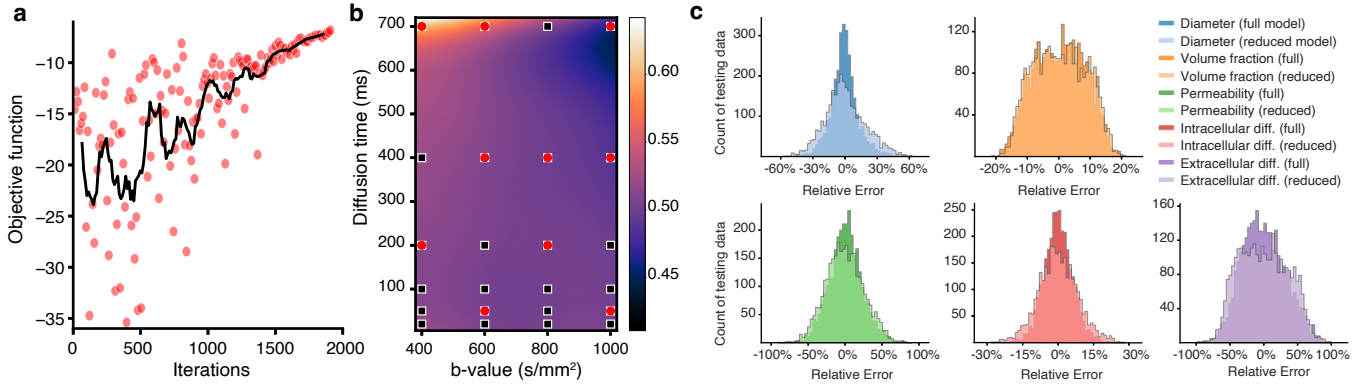 a
Objective function
−10
−15
−20
−25
−30
−35
0
500
1000
1500
2000
Iterations
b
Diffusion time (ms)
700
600
500
400
300
200
100
400
600
800
1000
b-value (s/mm²)
0.60
0.55
0.50
0.45
c
Count of testing data
300
200
100
-60%
-30%
0%
30%
60%
Relative Error
120
80
40
-20%
-10%
0%
10%
20%
Relative Error
Diameter (full model)
Diameter (reduced model)
Volume fraction (full)
Volume fraction (reduced)
Permeability (full)
Permeability (reduced)
Intracellular diff. (full)
Intracellular diff. (reduced)
Extracellular diff. (full)
Extracellular diff. (reduced)
Count of testing data
200
150
100
50
-100%
-50%
0%
50%
100%
Relative Error
250
200
150
100
50
-30%
-15%
0%
15%
30%
Relative Error
160
120
80
40
-100%
-50%
0%
50%
100%
Relative Error